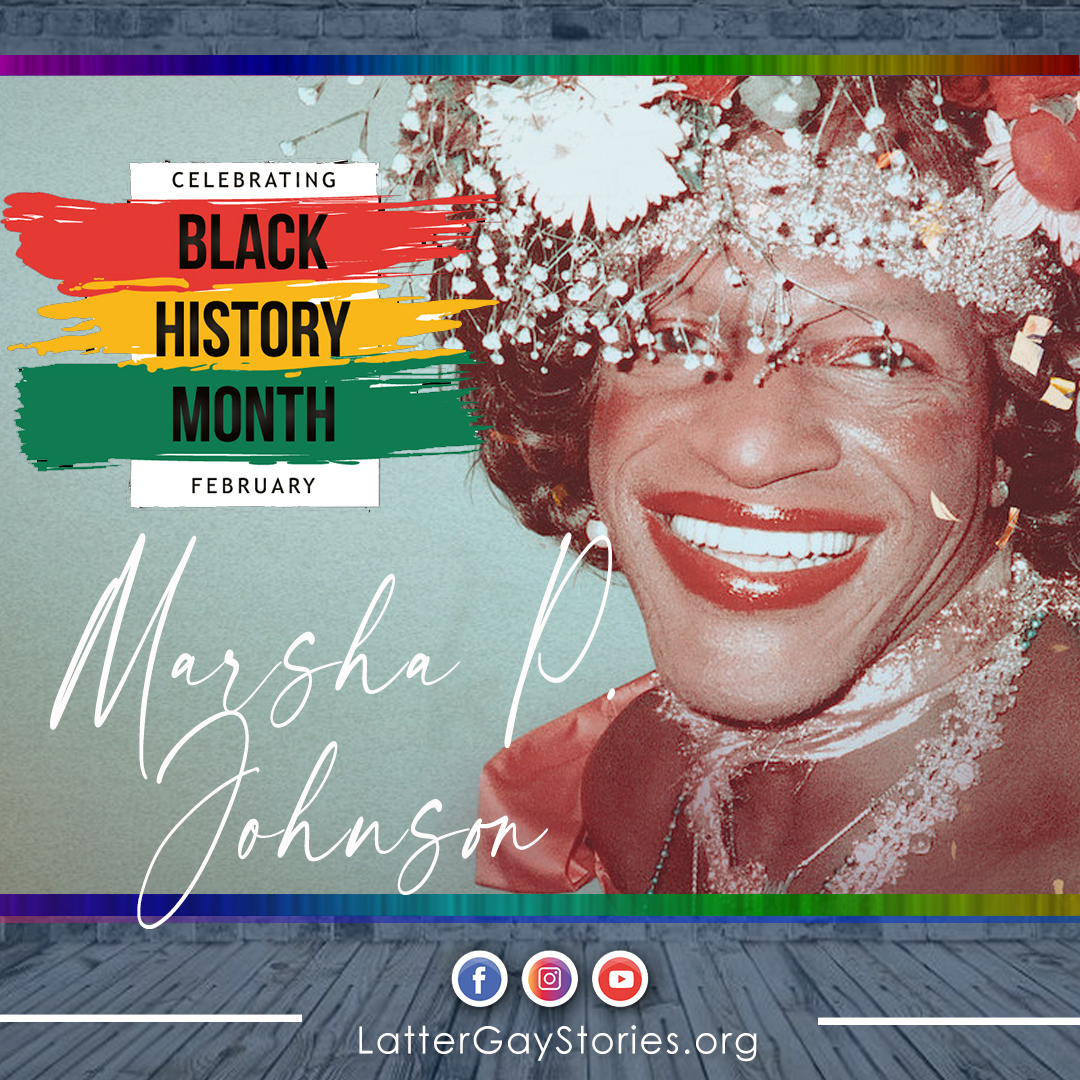 CELEBRATING
BLACK
HISTORY
MONTH
FEBRUARY
Marsha P.
Johnson
LatterGayStories.org